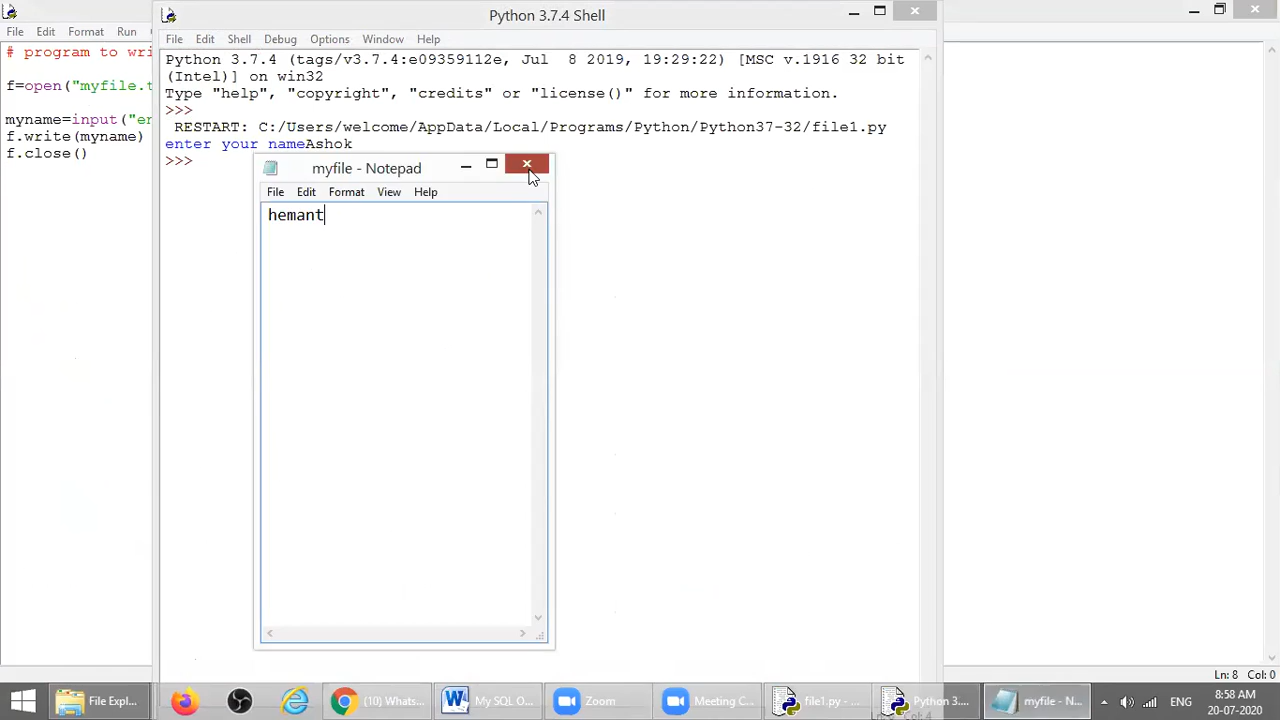 Python 3.7.4 Shell
File Edit Format Run
File Edit Shell Debug Options Window Help
# program to wri
f=open("myfile.t
myname=input("en
f.write(myname)
f.close()
Python 3.7.4 (tags/v3.7.4:e09359112e, Jul 8 2019, 19:29:22) [MSC v.1916 32 bit
(Intel)] on win32
Type "help", "copyright", "credits" or "license()" for more information.
>>>
RESTART: C:/Users/welcome/AppData/Local/Programs/Python/Python37-32/file1.py
enter your nameAshok
>>>
myfile - Notepad
File Edit Format View Help
hemant
Ln: 8 Col: 0
File Expl...
(10) Whats...
My SQL O...
Zoom
Meeting C...
file1.py - ...
Python 3....
myfile - N...
ENG
8:58 AM
20-07-2020